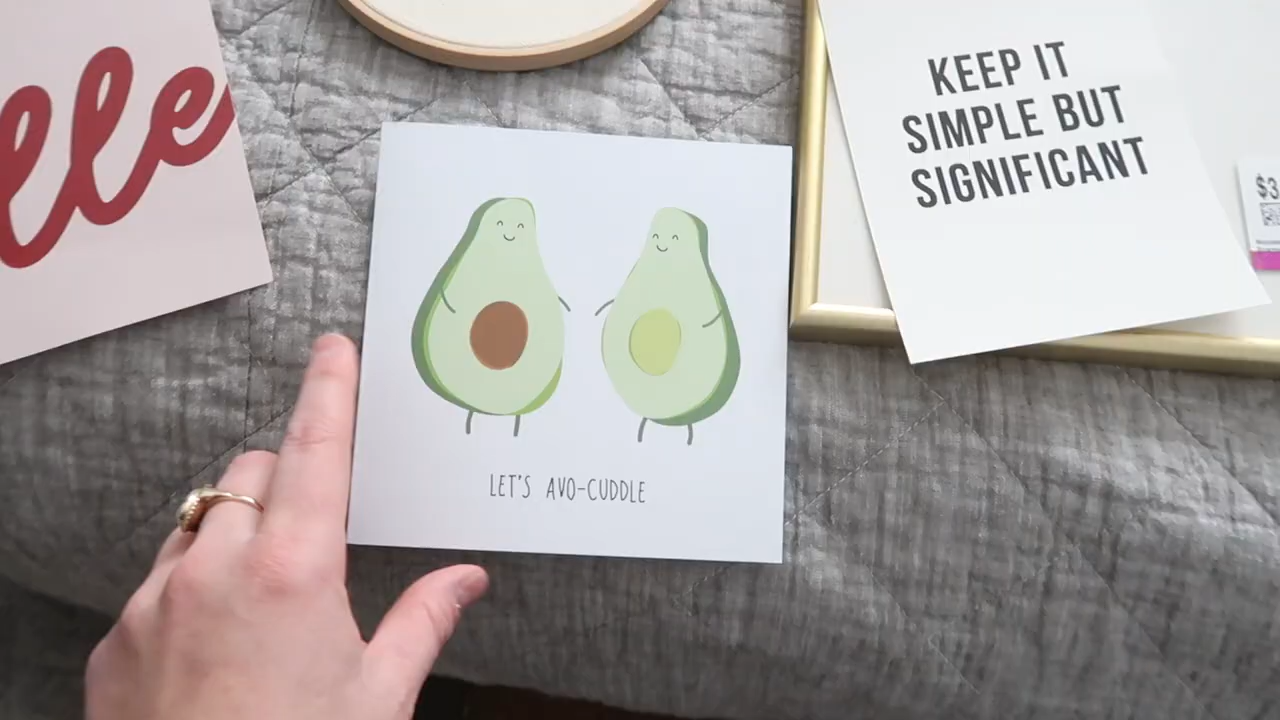 lle
KEEP IT
SIMPLE BUT
SIGNIFICANT
$3
LET'S AVO-CUDDLE